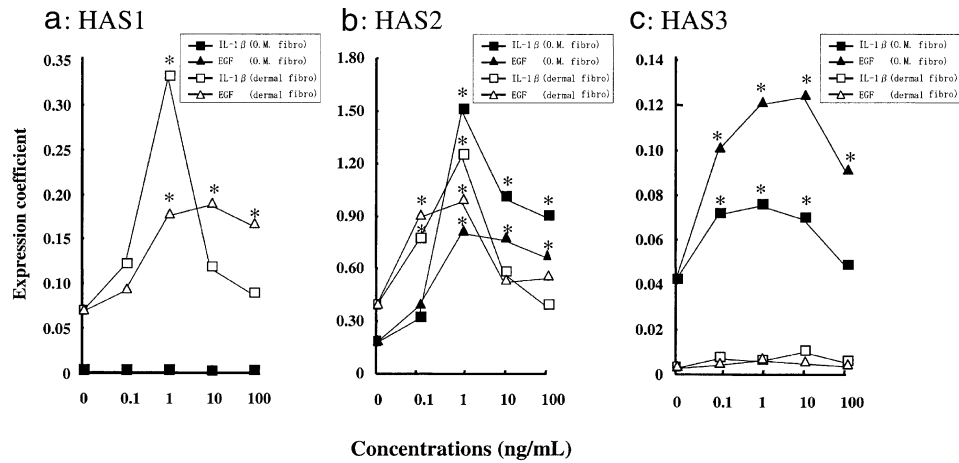 a: HAS1
IL-1β (O.M. fibro)
EGF (O.M. fibro)
IL-1β (dermal fibro)
EGF (dermal fibro)
Expression coefficient
0.35
0.30
0.25
0.20
0.15
0.10
0.05
0
* * * *
0 0.1 1 10 100
b: HAS2
IL-1β (O.M. fibro)
EGF (O.M. fibro)
IL-1β (dermal fibro)
EGF (dermal fibro)
1.80
1.50
1.20
0.90
0.60
0.30
0
* * * * * * * * * *
0 0.1 1 10 100
c: HAS3
IL-1β (O.M. fibro)
EGF (O.M. fibro)
IL-1β (dermal fibro)
EGF (dermal fibro)
0.14
0.12
0.10
0.08
0.06
0.04
0.02
0
* * * * * * *
0 0.1 1 10 100
Concentrations (ng/mL)